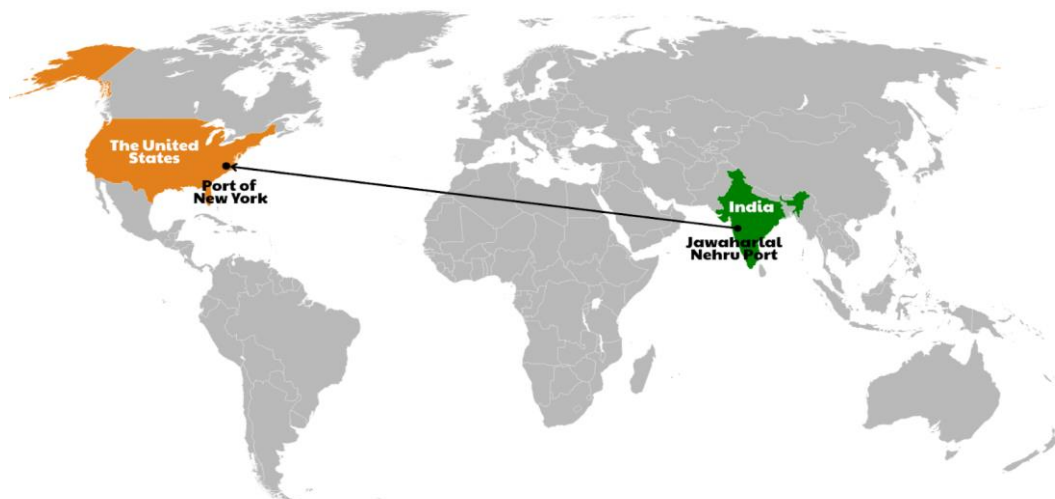 The United
States
Port of
New York
India
Jawaharlal
Nehru Port